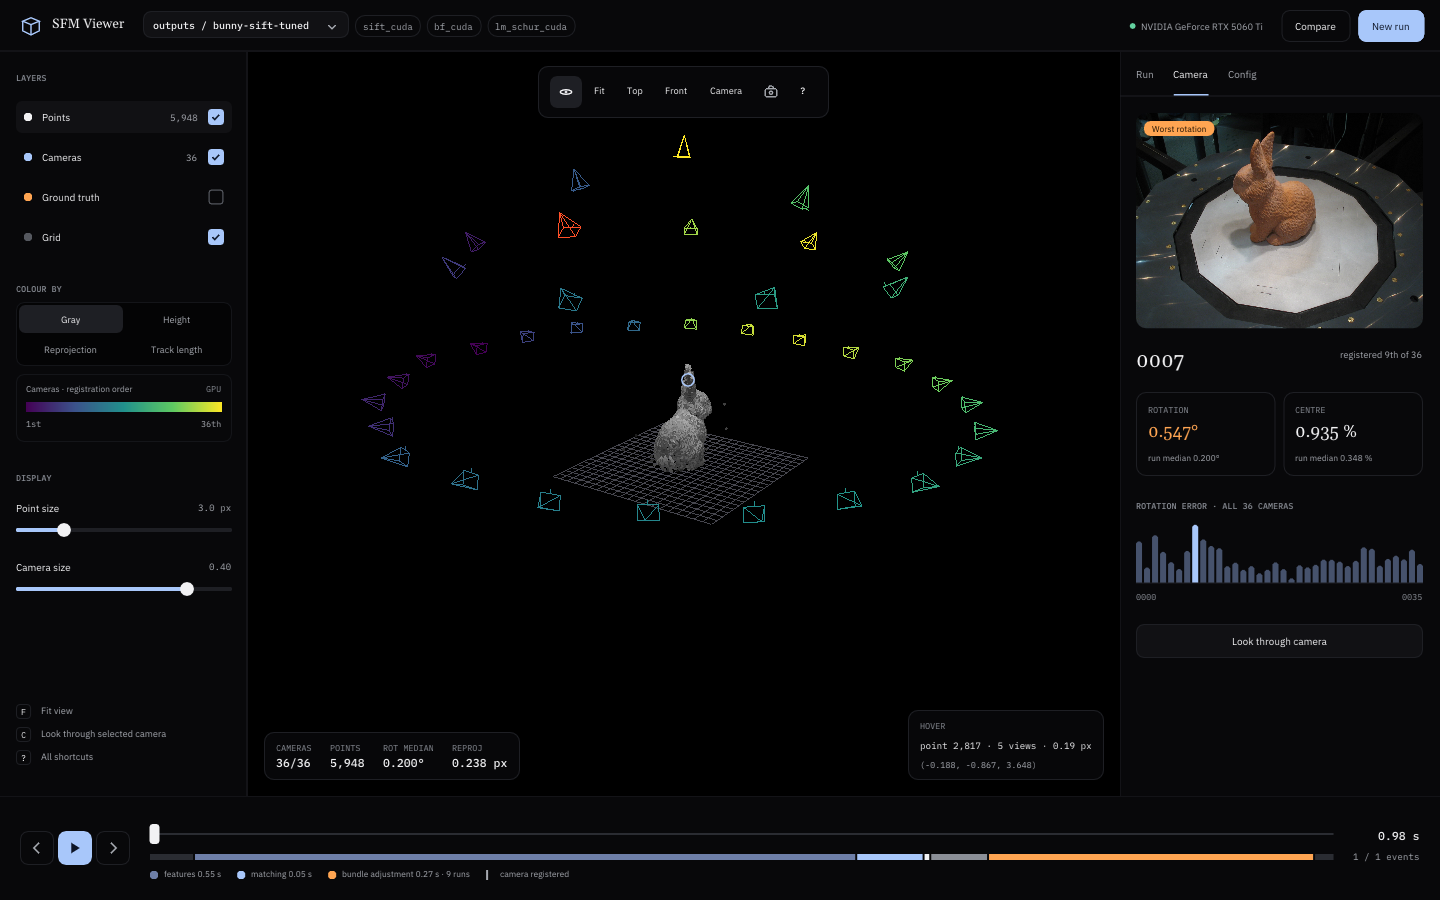 SFM Viewer
outputs / bunny-sift-tuned
sift_cuda
bf_cuda
lm_schur_cuda
NVIDIA GeForce RTX 5060 Ti
Compare
New run
LAYERS
Points 5,948
Cameras 36
Ground truth
Grid
COLOUR BY
Gray
Height
Reprojection
Track length
Cameras · registration order GPU
1st 36th
DISPLAY
Point size 3.0 px
Camera size 0.40
F Fit view
C Look through selected camera
? All shortcuts
Fit
Top
Front
Camera
?
CAMERAS POINTS ROT MEDIAN REPROJ
36/36 5,948 0.200° 0.238 px
HOVER
point 2,817 · 5 views · 0.19 px
(-0.188, -0.867, 3.648)
Run
Camera
Config
Worst rotation
0007
registered 9th of 36
ROTATION
0.547°
run median 0.200°
CENTRE
0.935 %
run median 0.348 %
ROTATION ERROR · ALL 36 CAMERAS
0000 0035
Look through camera
0.98 s
1 / 1 events
features 0.55 s
matching 0.05 s
bundle adjustment 0.27 s · 9 runs
camera registered